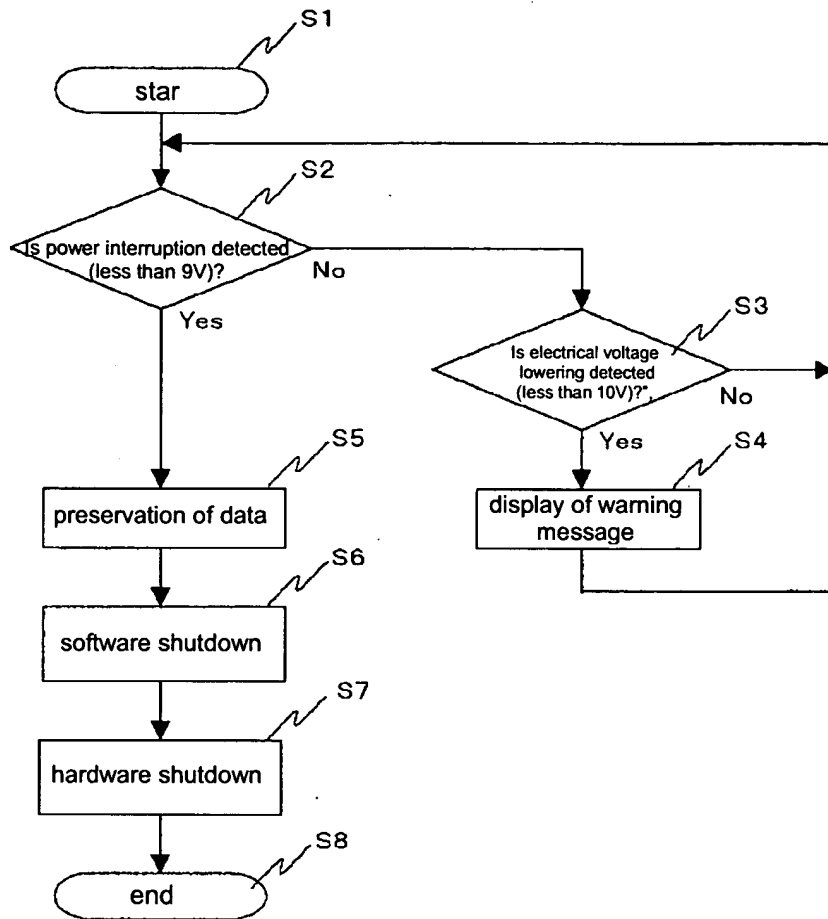 S1
star
S2
Is power interruption detected
(less than 9V)?
No
Yes
S3
Is electrical voltage
lowering detected
(less than 10V)?",
No
Yes
S4
display of warning
message
S5
preservation of data
S6
software shutdown
S7
hardware shutdown
S8
end